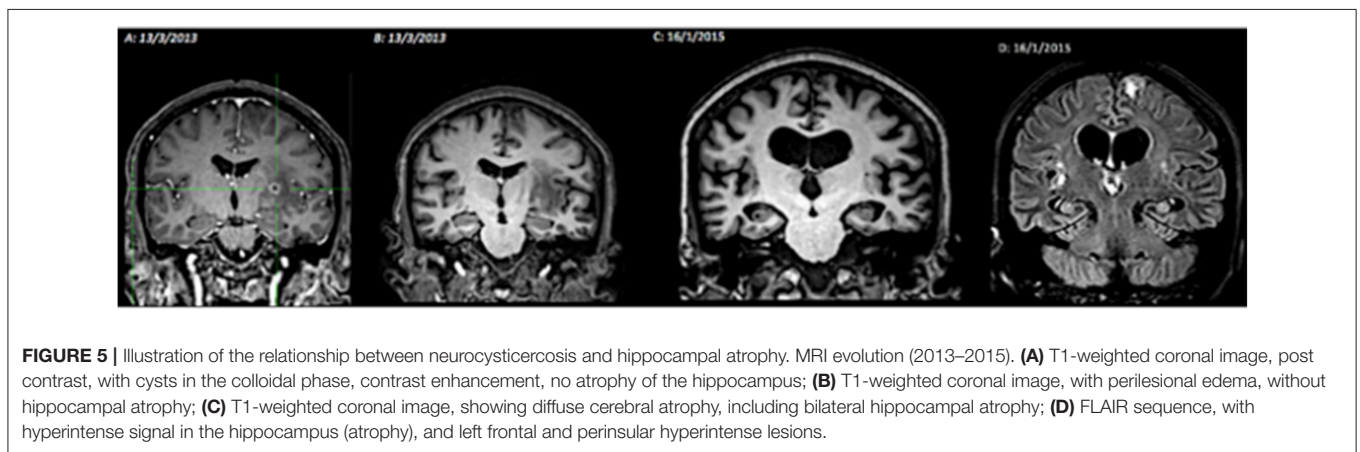 A: 13/3/2013
B: 13/3/2013
C: 16/1/2015
D: 16/1/2015
FIGURE 5 | Illustration of the relationship between neurocysticercosis and hippocampal atrophy. MRI evolution (2013–2015). (A) T1-weighted coronal image, post
contrast, with cysts in the colloidal phase, contrast enhancement, no atrophy of the hippocampus; (B) T1-weighted coronal image, with perilesional edema, without
hippocampal atrophy; (C) T1-weighted coronal image, showing diffuse cerebral atrophy, including bilateral hippocampal atrophy; (D) FLAIR sequence, with
hyperintense signal in the hippocampus (atrophy), and left frontal and perinsular hyperintense lesions.